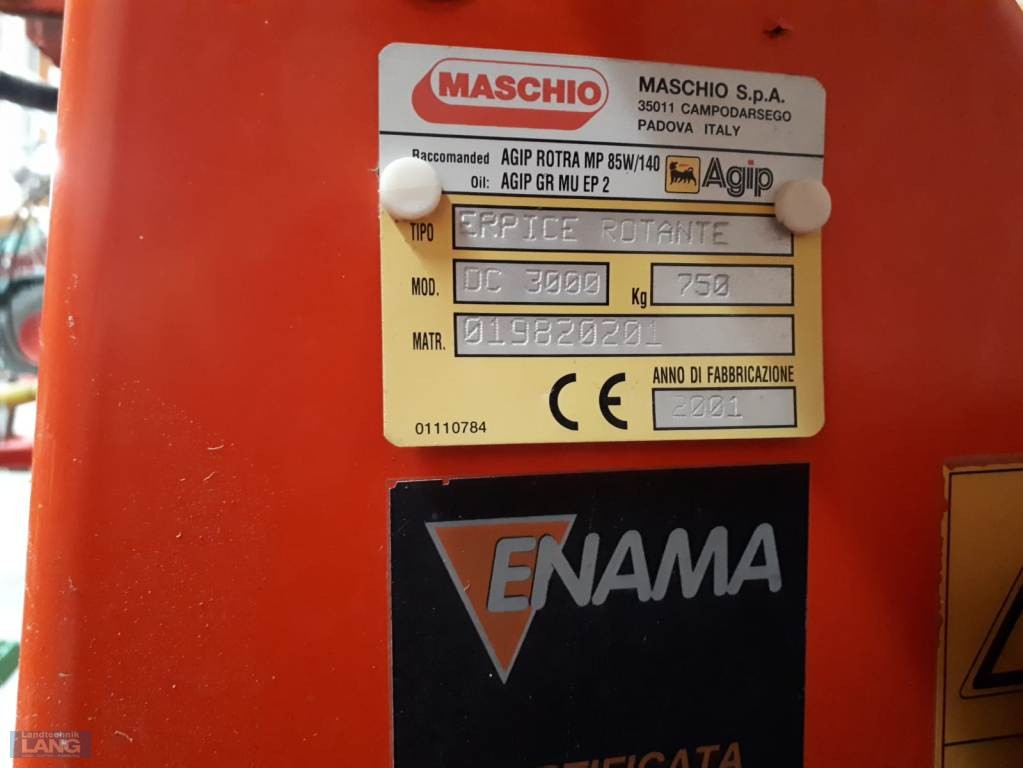 MASCHIO
MASCHIO S.p.A.
35011 CAMPODARSEGO
PADOVA ITALY
Raccomanded AGIP ROTRA MP 85W/140
Oil: AGIP GR MU EP 2
Agip
TIPO ERPICE ROTANTE
MOD. DC 3000 Kg 750
MATR. 019820201
CE ANNO DI FABBRICAZIONE
2001
01110784
ENAMA
Landtechnik
LANG